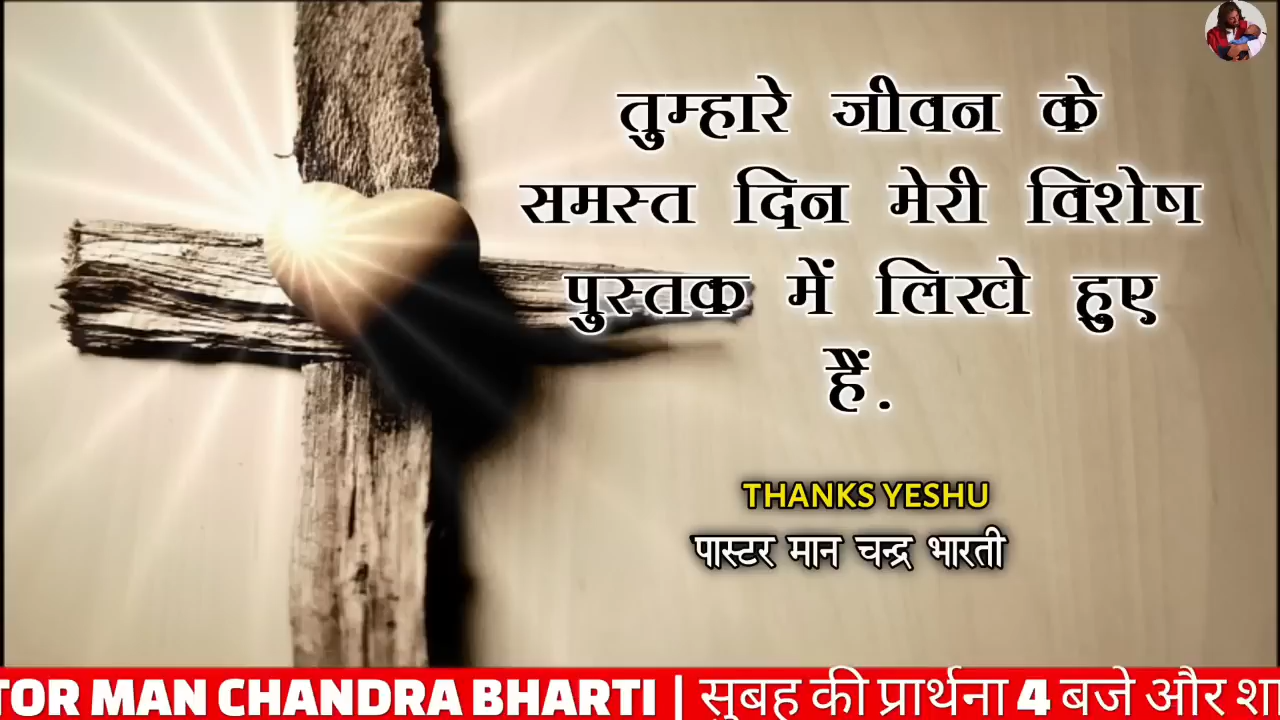 तुम्हारे जीवन के
समस्त दिन मेरी विशेष
पुस्तक में लिखे हुए
हैं.
THANKS YESHU
पास्टर मान चन्द्र भारती
TOR MAN CHANDRA BHARTI | सुबह की प्रार्थना 4 बजे और शा